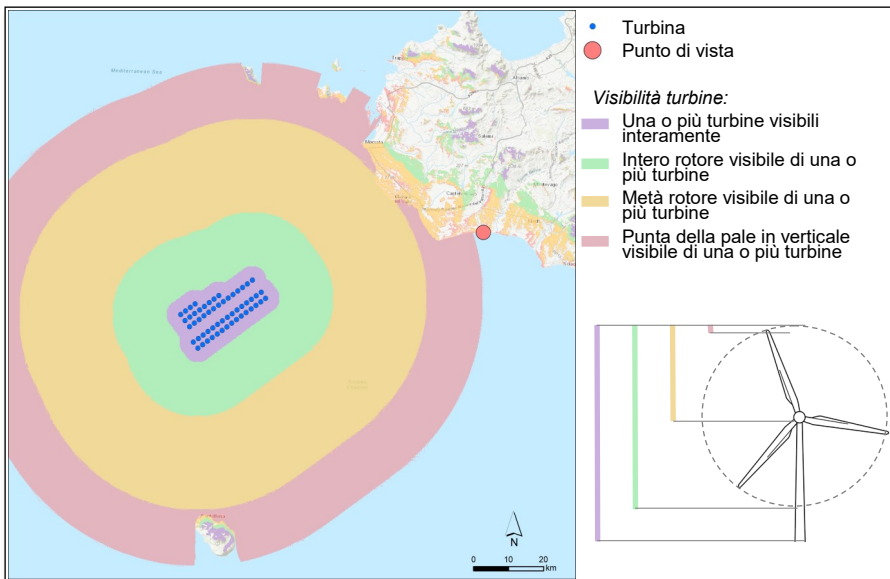 Mediterranean Sea
Turbina
Punto di vista
Visibilità turbine:
Una o più turbine visibili
interamente
Intero rotore visibile di una o
più turbine
Metà rotore visibile di una o
più turbine
Punta della pale in verticale
visibile di una o più turbine
N
0 10 20
km